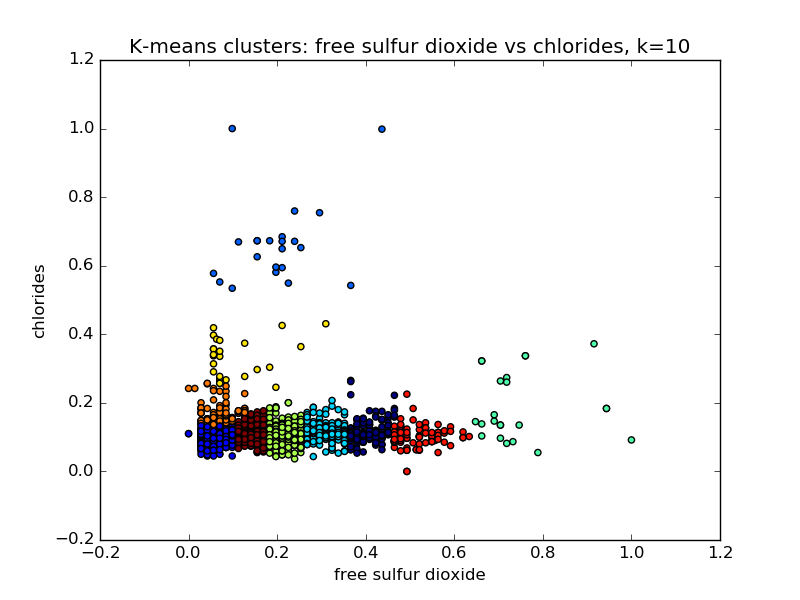 K-means clusters: free sulfur dioxide vs chlorides, k=10
1.2
1.0
0.8
0.6
0.4
0.2
0.0
−0.2
chlorides
−0.2 0.0 0.2 0.4 0.6 0.8 1.0 1.2
free sulfur dioxide